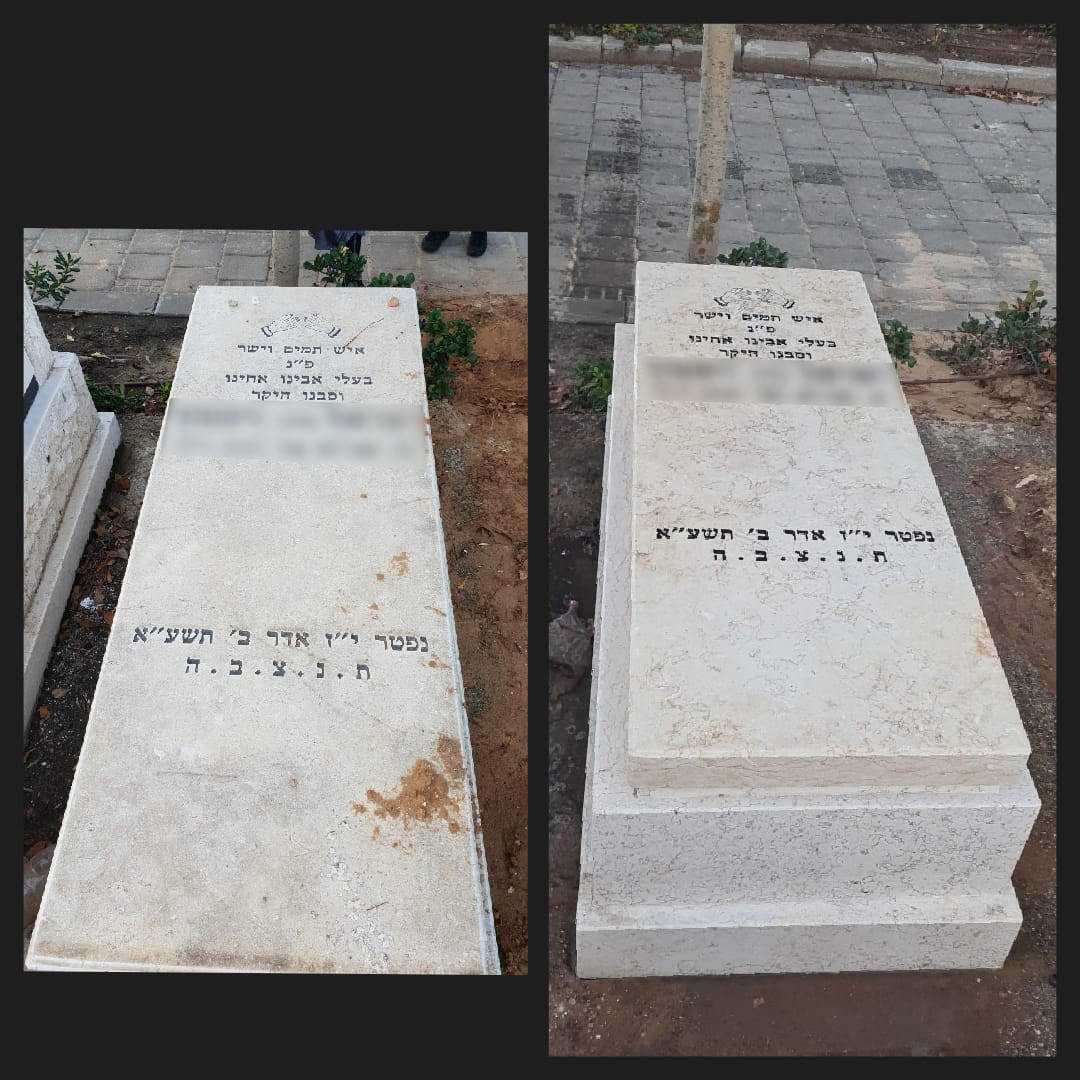 איש תמים וישר
פ״נ
בעלי אבינו אחינו
וסבנו היקר
נפטר י״ז אדר ב׳ תשע״א
ת.נ.צ.ב.ה
איש תמים וישר
פ״נ
בעלי אבינו אחינו
וסבנו היקר
נפטר י״ז אדר ב׳ תשע״א
ת.נ.צ.ב.ה